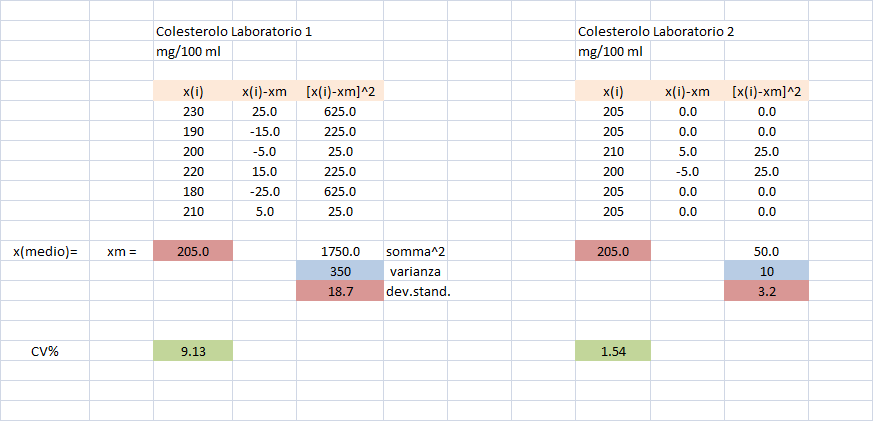 Colesterolo Laboratorio 1 Colesterolo Laboratorio 2
mg/100 ml mg/100 ml
x(i) x(i)-xm [x(i)-xm]^2 x(i) x(i)-xm [x(i)-xm]^2
230 25.0 625.0 205 0.0 0.0
190 -15.0 225.0 205 0.0 0.0
200 -5.0 25.0 210 5.0 25.0
220 15.0 225.0 200 -5.0 25.0
180 -25.0 625.0 205 0.0 0.0
210 5.0 25.0 205 0.0 0.0
x(medio)= xm = 205.0 1750.0 somma^2 205.0 50.0
350 varianza 10
18.7 dev.stand. 3.2
CV% 9.13 1.54